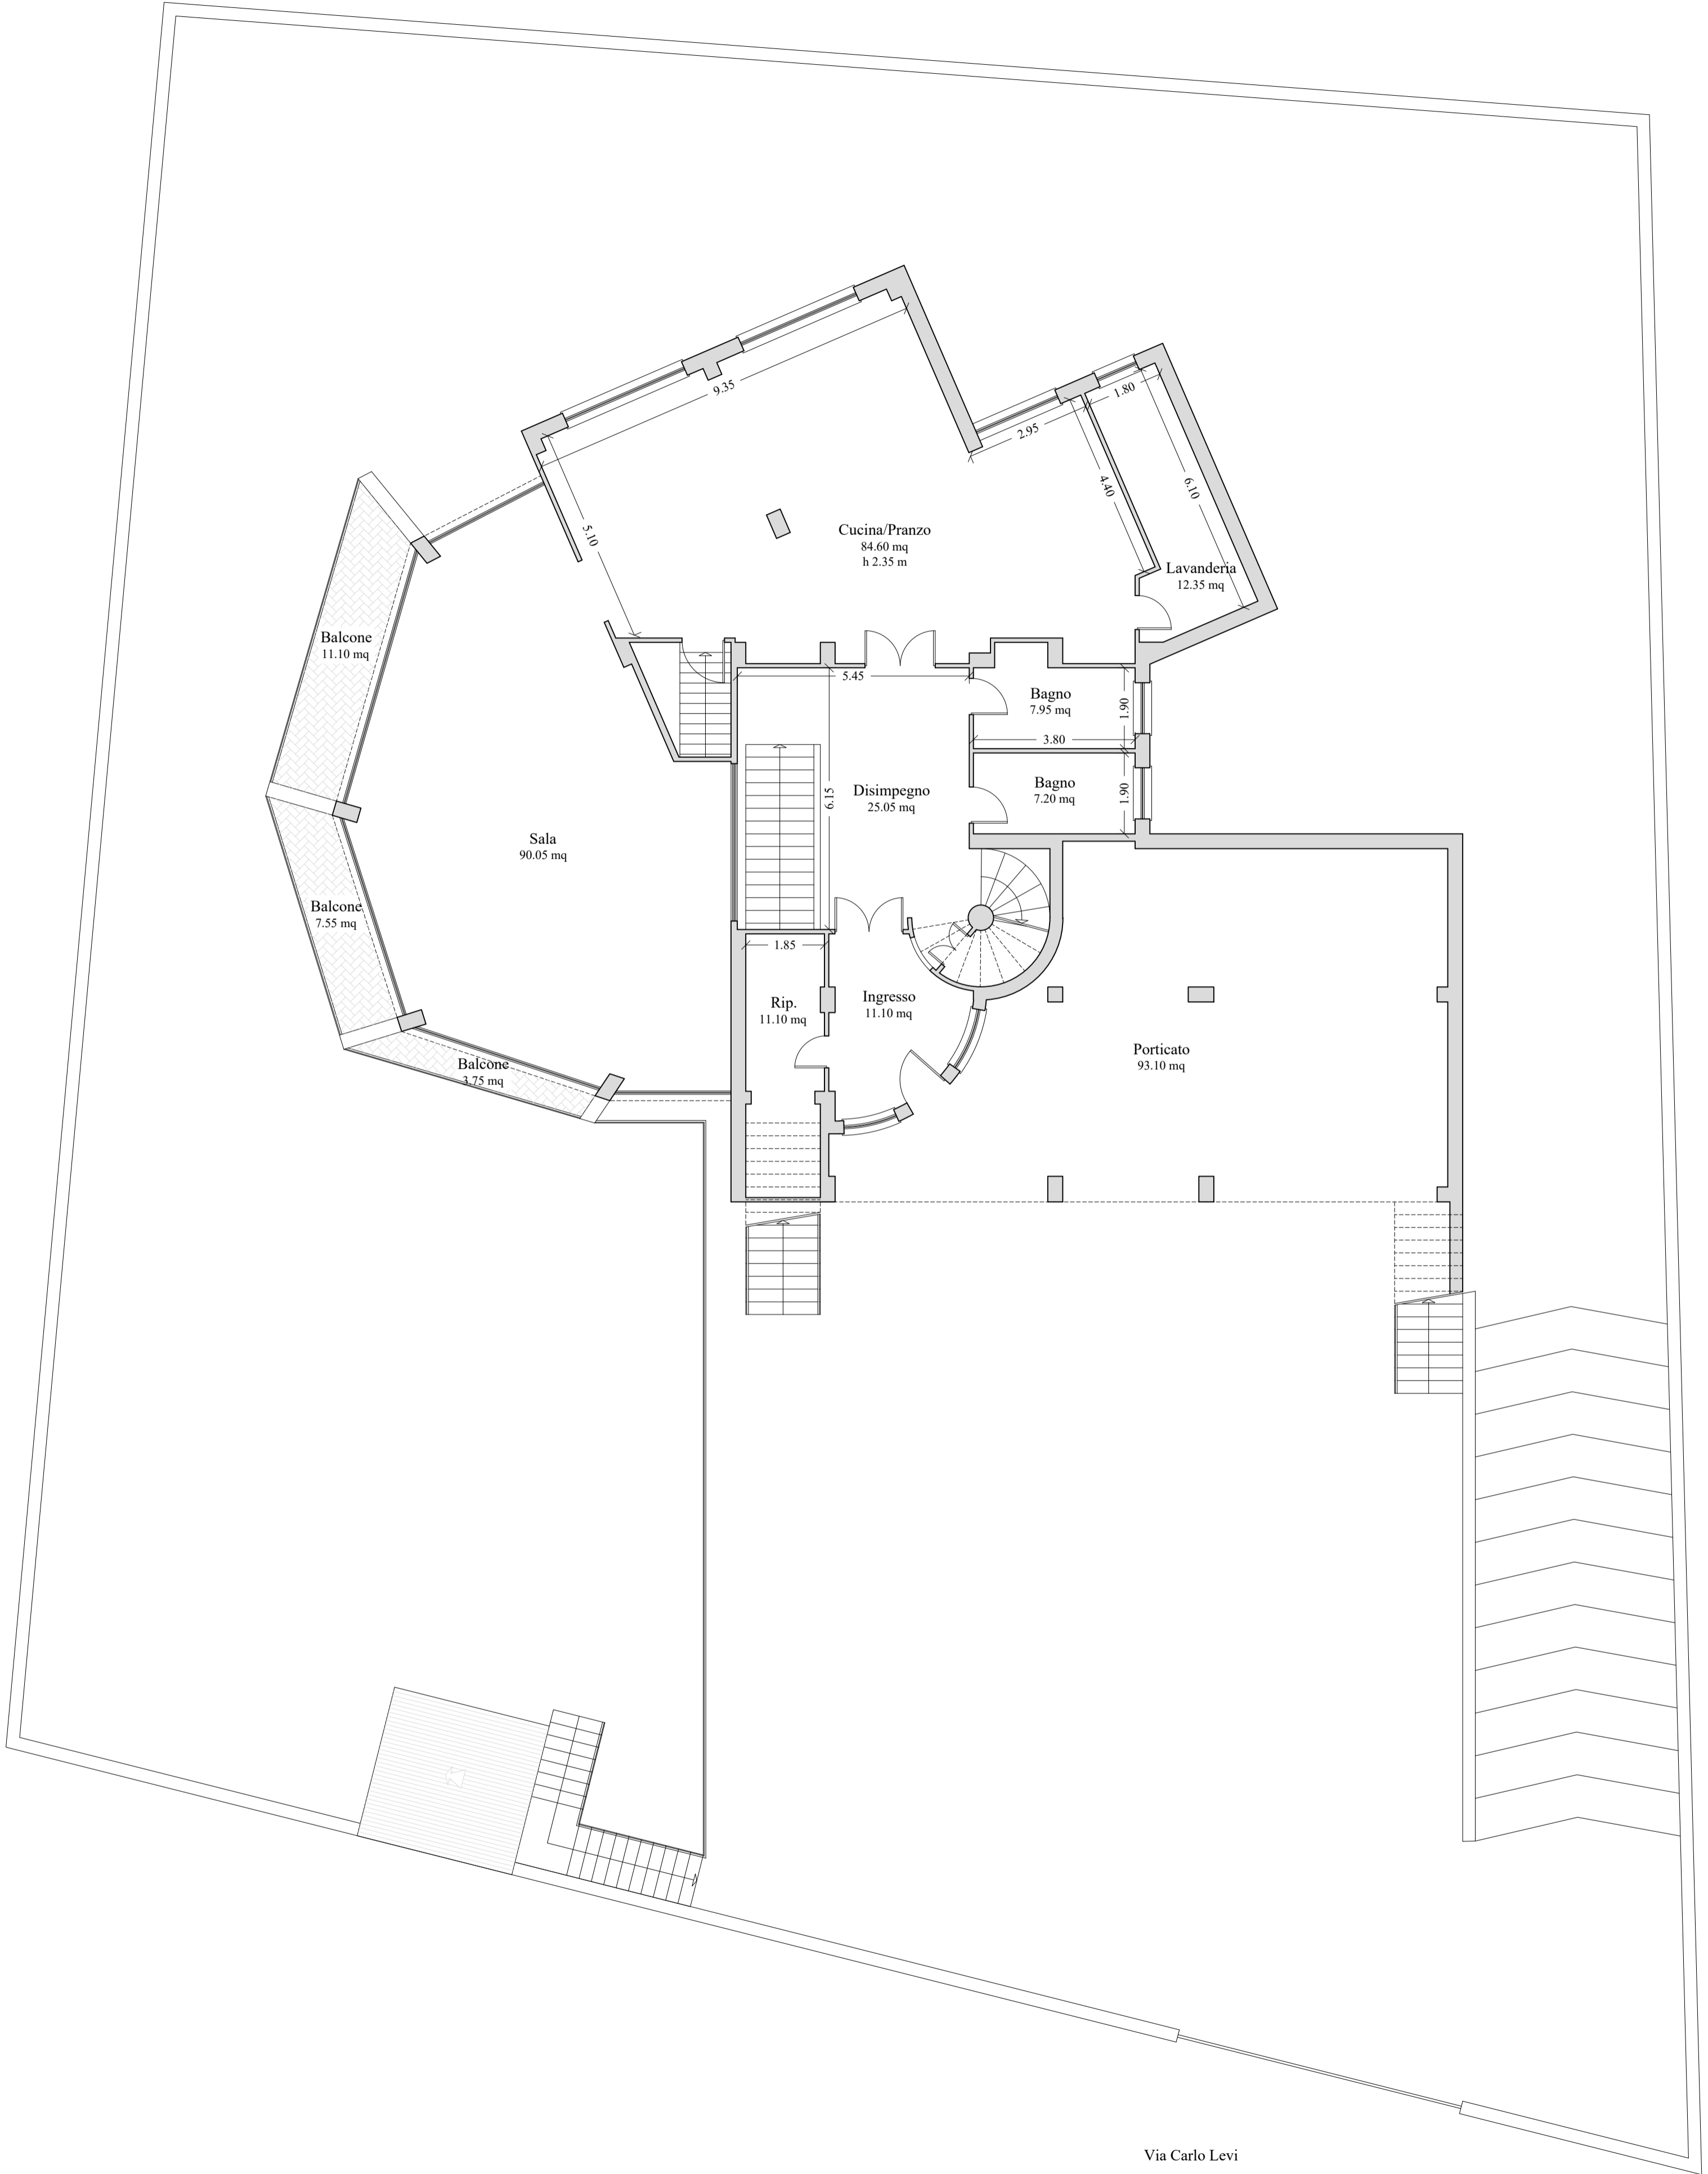 9.35
1.80
2.95
4.40
6.10
5.10
Cucina/Pranzo
84.60 mq
h 2.35 m
Lavanderia
12.35 mq
Balcone
11.10 mq
5.45
Bagno
7.95 mq
1.90
3.80
Disimpegno
25.05 mq
6.15
Bagno
7.20 mq
1.90
Sala
90.05 mq
Balcone
7.55 mq
1.85
Rip.
11.10 mq
Ingresso
11.10 mq
Porticato
93.10 mq
Balcone
3.75 mq
Via Carlo Levi